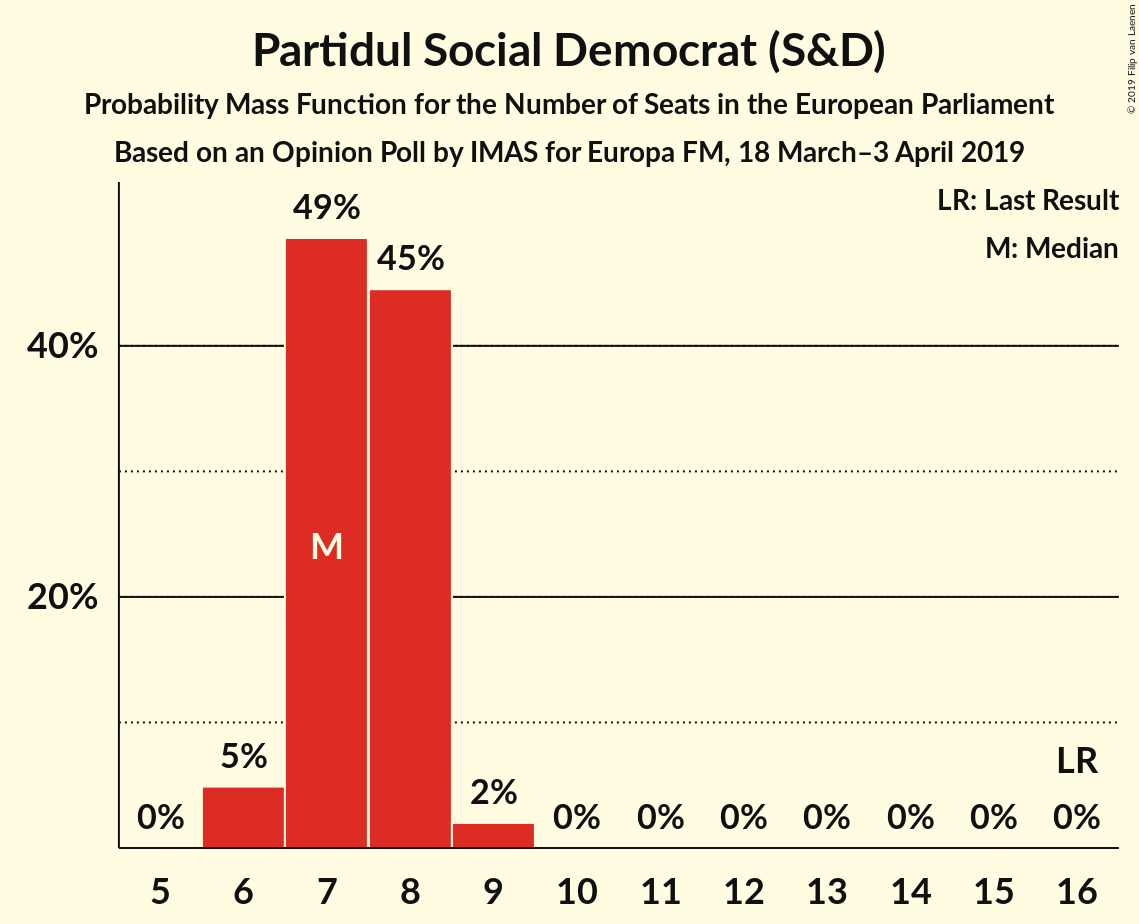 Partidul Social Democrat (S&D)
Probability Mass Function for the Number of Seats in the European Parliament
Based on an Opinion Poll by IMAS for Europa FM, 18 March–3 April 2019
© 2019 Filip van Laenen
LR: Last Result
M: Median
49%
45%
40%
M
20%
5%
2%
LR
0%
0% 0% 0% 0% 0% 0% 0%
5 6 7 8 9 10 11 12 13 14 15 16